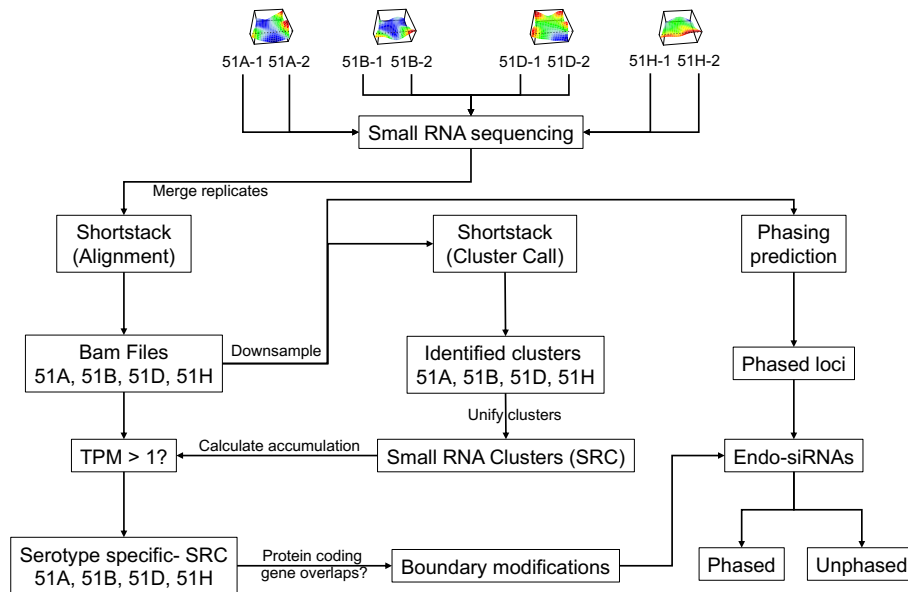 51A-1 51A-2
51B-1 51B-2
51D-1 51D-2
51H-1 51H-2
Small RNA sequencing
Merge replicates
Shortstack
(Alignment)
Shortstack
(Cluster Call)
Phasing
prediction
Bam Files
51A, 51B, 51D, 51H
Downsample
Identified clusters
51A, 51B, 51D, 51H
Phased loci
Unify clusters
TPM > 1?
Calculate accumulation
Small RNA Clusters (SRC)
Endo-siRNAs
Serotype specific- SRC
51A, 51B, 51D, 51H
Protein coding
gene overlaps?
Boundary modifications
Phased
Unphased